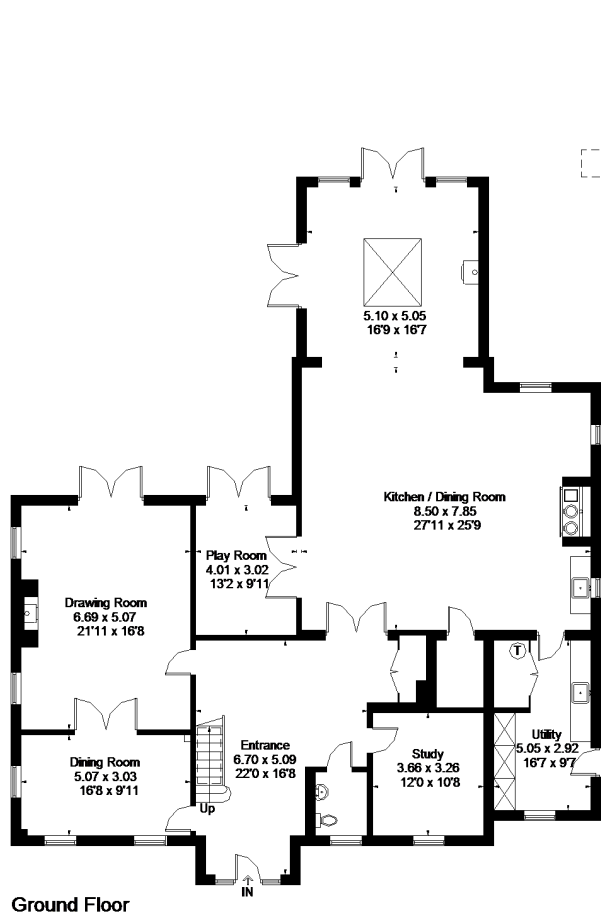 5.10 x 5.05
16'9 x 16'7
Kitchen / Dining Room
8.50 x 7.85
27'11 x 25'9
Play Room
4.01 x 3.02
13'2 x 9'11
Drawing Room
6.69 x 5.07
21'11 x 16'8
T
Utility
5.05 x 2.92
16'7 x 9'7
Entrance
6.70 x 5.09
22'0 x 16'8
Study
3.66 x 3.26
12'0 x 10'8
Dining Room
5.07 x 3.03
16'8 x 9'11
Up
IN
Ground Floor